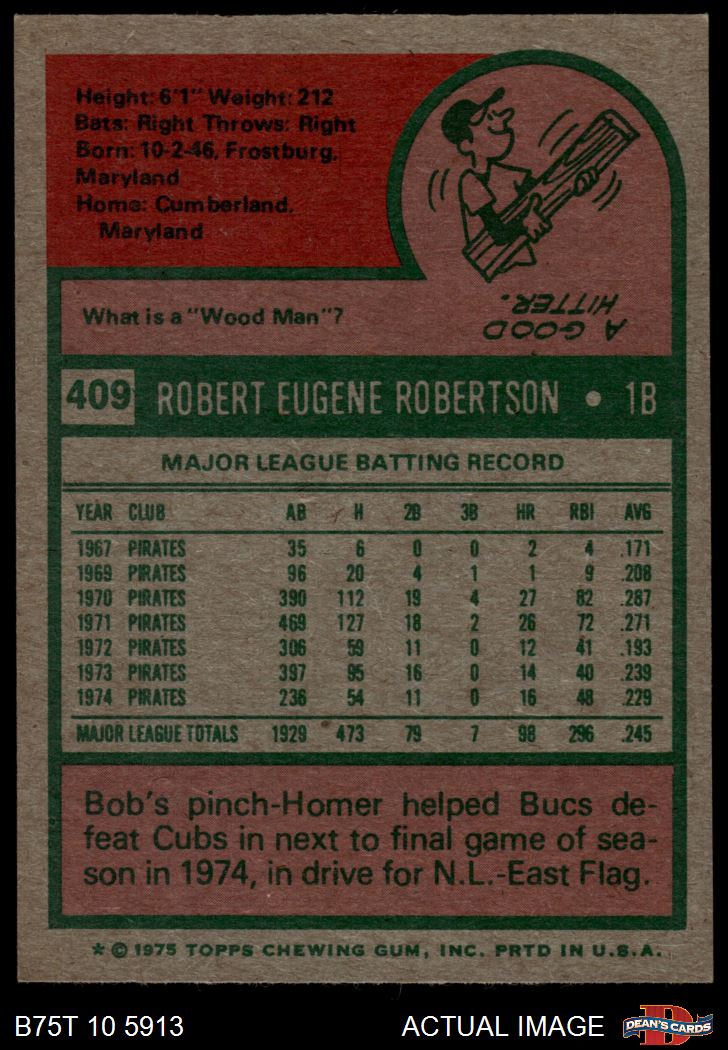 Height: 6'1" Weight: 212
Bats: Right Throws: Right
Born: 10-2-46, Frostburg,
Maryland
Home: Cumberland,
Maryland
What is a "Wood Man"?
A GOOD
HITTER.
409 ROBERT EUGENE ROBERTSON • 1B
MAJOR LEAGUE BATTING RECORD
YEAR CLUB AB H 2B 3B HR RBI AVG
1967 PIRATES 35 6 0 0 2 4 .171
1969 PIRATES 96 20 4 1 1 9 .208
1970 PIRATES 390 112 19 4 27 82 .287
1971 PIRATES 469 127 18 2 26 72 .271
1972 PIRATES 306 59 11 0 12 41 .193
1973 PIRATES 397 95 16 0 14 40 .239
1974 PIRATES 236 54 11 0 16 48 .229
MAJOR LEAGUE TOTALS 1929 473 79 7 98 296 .245
Bob's pinch-Homer helped Bucs de-
feat Cubs in next to final game of sea-
son in 1974, in drive for N.L.-East Flag.
* © 1975 TOPPS CHEWING GUM, INC. PRTD IN U.S.A.
B75T 10 5913 ACTUAL IMAGE D DEAN'S CARDS